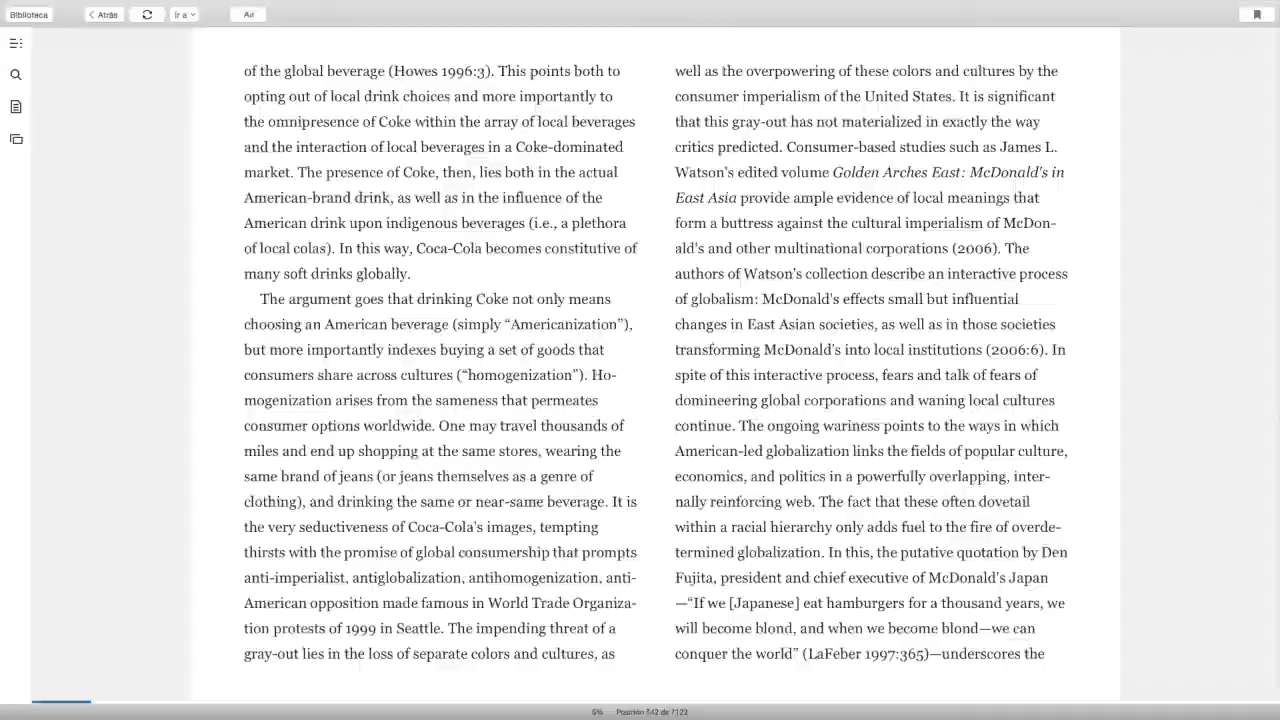 Biblioteca
Atrás
Ir a
Aa
of the global beverage (Howes 1996:3). This points both to
opting out of local drink choices and more importantly to
the omnipresence of Coke within the array of local beverages
and the interaction of local beverages in a Coke-dominated
market. The presence of Coke, then, lies both in the actual
American-brand drink, as well as in the influence of the
American drink upon indigenous beverages (i.e., a plethora
of local colas). In this way, Coca-Cola becomes constitutive of
many soft drinks globally.
The argument goes that drinking Coke not only means
choosing an American beverage (simply “Americanization”),
but more importantly indexes buying a set of goods that
consumers share across cultures (“homogenization”). Ho-
mogenization arises from the sameness that permeates
consumer options worldwide. One may travel thousands of
miles and end up shopping at the same stores, wearing the
same brand of jeans (or jeans themselves as a genre of
clothing), and drinking the same or near-same beverage. It is
the very seductiveness of Coca-Cola's images, tempting
thirsts with the promise of global consumership that prompts
anti-imperialist, antiglobalization, antihomogenization, anti-
American opposition made famous in World Trade Organiza-
tion protests of 1999 in Seattle. The impending threat of a
gray-out lies in the loss of separate colors and cultures, as
well as the overpowering of these colors and cultures by the
consumer imperialism of the United States. It is significant
that this gray-out has not materialized in exactly the way
critics predicted. Consumer-based studies such as James L.
Watson's edited volume Golden Arches East: McDonald's in
East Asia provide ample evidence of local meanings that
form a buttress against the cultural imperialism of McDon-
ald's and other multinational corporations (2006). The
authors of Watson's collection describe an interactive process
of globalism: McDonald's effects small but influential
changes in East Asian societies, as well as in those societies
transforming McDonald's into local institutions (2006:6). In
spite of this interactive process, fears and talk of fears of
domineering global corporations and waning local cultures
continue. The ongoing wariness points to the ways in which
American-led globalization links the fields of popular culture,
economics, and politics in a powerfully overlapping, inter-
nally reinforcing web. The fact that these often dovetail
within a racial hierarchy only adds fuel to the fire of overde-
termined globalization. In this, the putative quotation by Den
Fujita, president and chief executive of McDonald's Japan
—“If we [Japanese] eat hamburgers for a thousand years, we
will become blond, and when we become blond—we can
conquer the world” (LaFeber 1997:365)—underscores the
Posición 342 de 7122